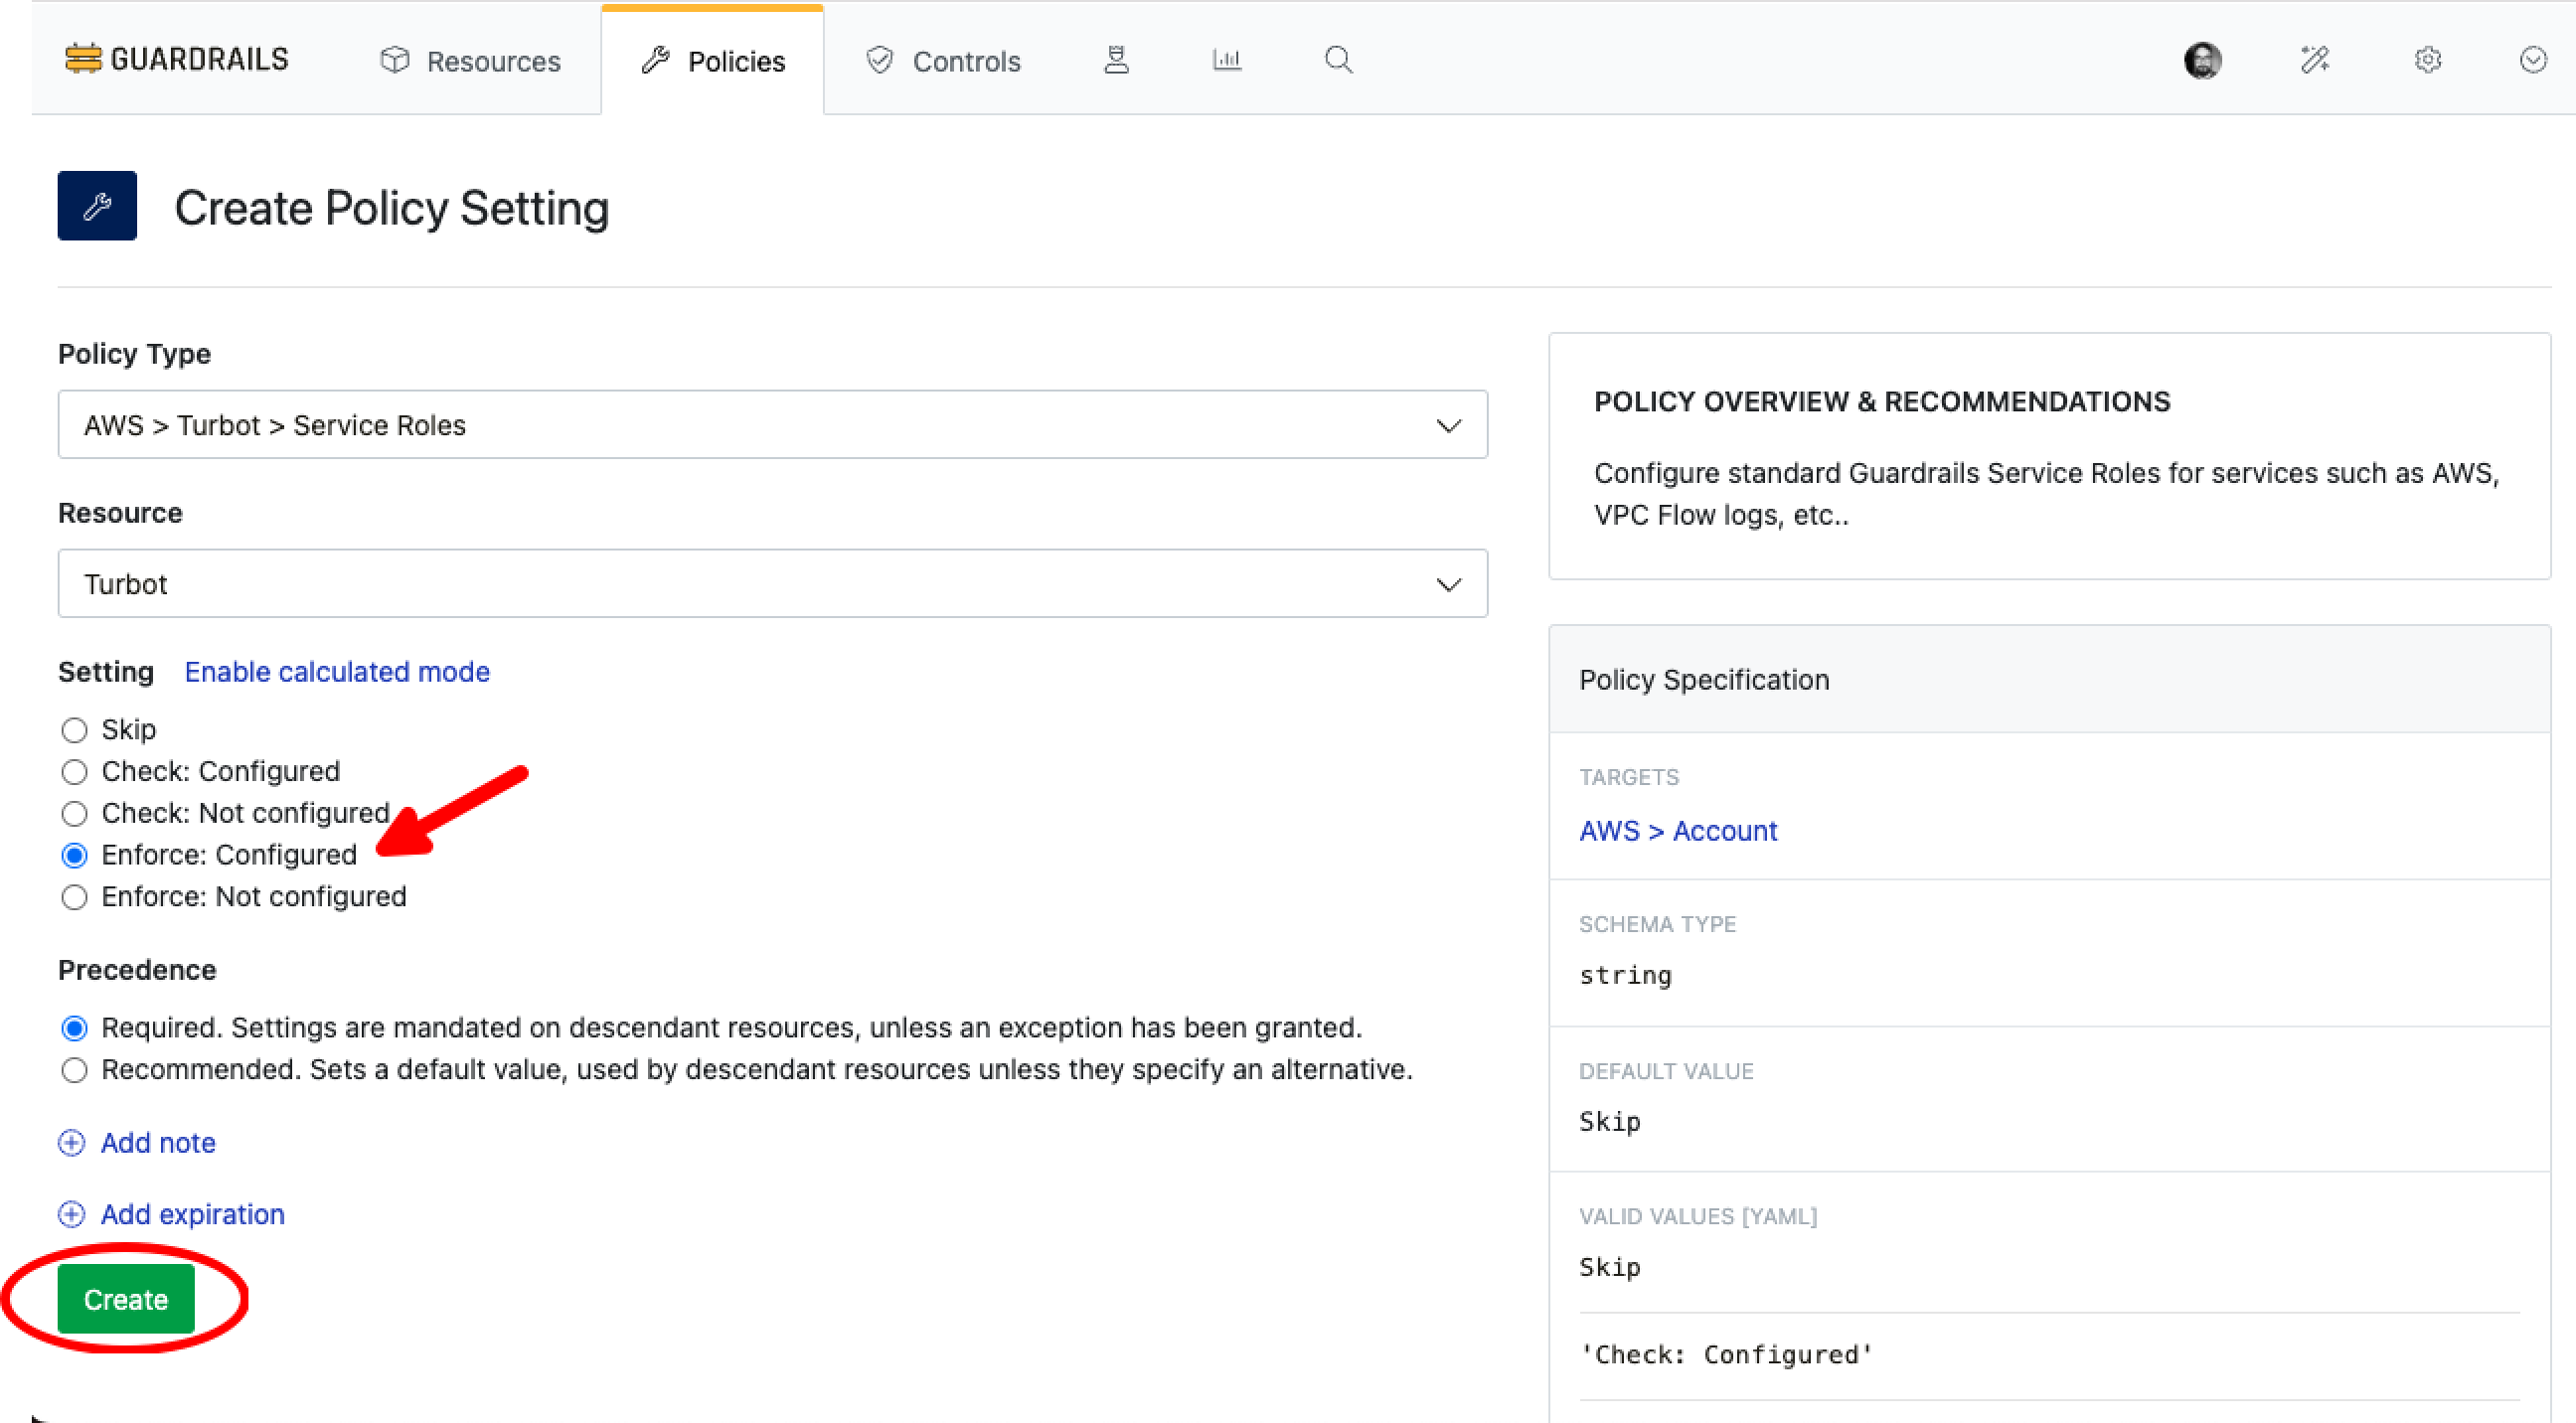 GUARDRAILS
Resources
Policies
Controls
Create Policy Setting
Policy Type
AWS > Turbot > Service Roles
Resource
Turbot
Setting Enable calculated mode
Skip
Check: Configured
Check: Not configured
Enforce: Configured
Enforce: Not configured
Precedence
Required. Settings are mandated on descendant resources, unless an exception has been granted.
Recommended. Sets a default value, used by descendant resources unless they specify an alternative.
Add note
Add expiration
Create
POLICY OVERVIEW & RECOMMENDATIONS
Configure standard Guardrails Service Roles for services such as AWS,
VPC Flow logs, etc..
Policy Specification
TARGETS
AWS > Account
SCHEMA TYPE
string
DEFAULT VALUE
Skip
VALID VALUES [YAML]
Skip
'Check: Configured'